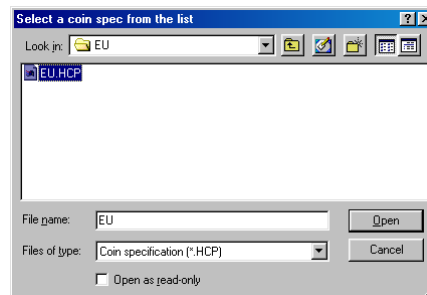 Select a coin spec from the list
Look in: EU
EU.HCP
File name: EU Open
Files of type: Coin specification (*.HCP) Cancel
Open as read-only